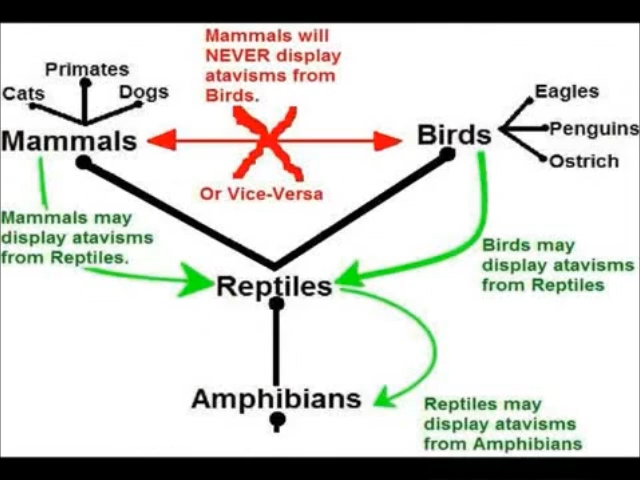 Mammals will
NEVER display
atavisms from
Birds.
Primates
Cats
Dogs
Eagles
Mammals
Birds
Penguins
Ostrich
Or Vice-Versa
Mammals may
display atavisms
from Reptiles.
Birds may
display atavisms
from Reptiles
Reptiles
Amphibians
Reptiles may
display atavisms
from Amphibians